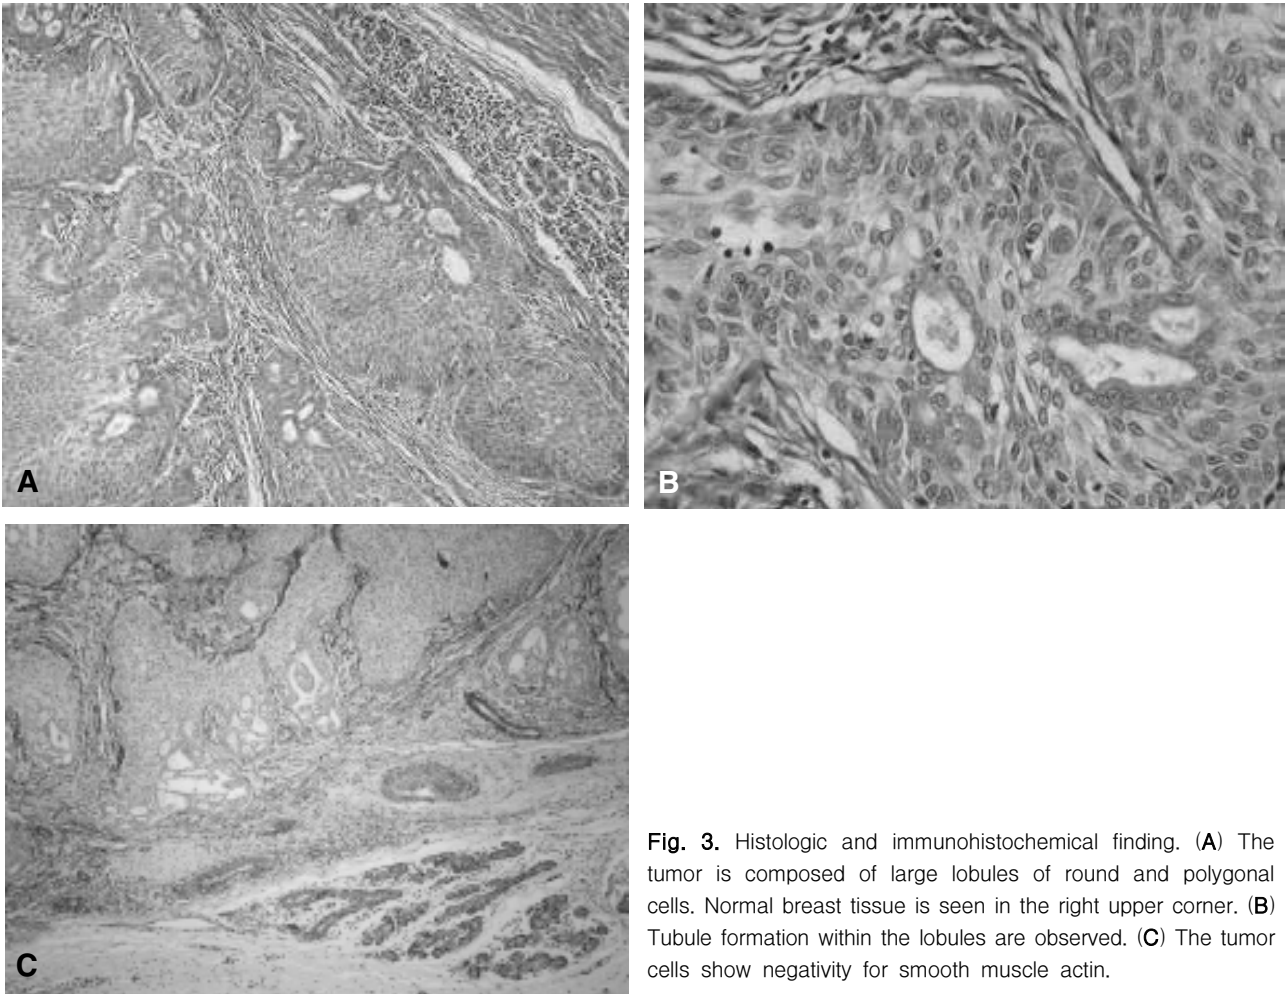 A
B
C
Fig. 3. Histologic and immunohistochemical finding. (A) The
tumor is composed of large lobules of round and polygonal
cells. Normal breast tissue is seen in the right upper corner. (B)
Tubule formation within the lobules are observed. (C) The tumor
cells show negativity for smooth muscle actin.